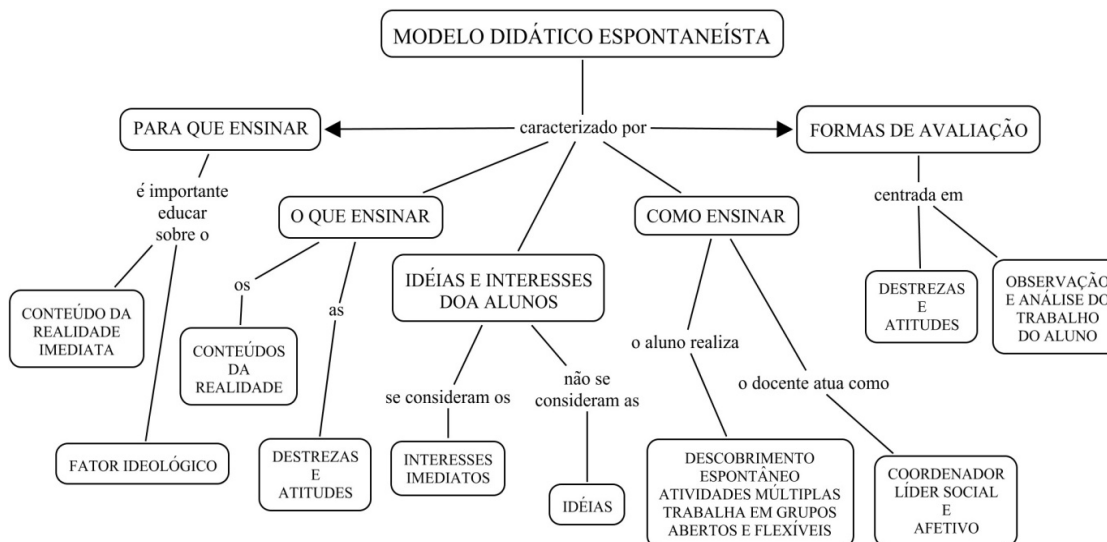 MODELO DIDÁTICO ESPONTANEÍSTA
caracterizado por
PARA QUE ENSINAR
é importante
educar
sobre o
CONTEÚDO DA
REALIDADE
IMEDIATA
FATOR IDEOLÓGICO
O QUE ENSINAR
os
CONTEÚDOS
DA
REALIDADE
as
DESTREZAS
E
ATITUDES
IDÉIAS E INTERESSES
DOA ALUNOS
se consideram os
INTERESSES
IMEDIATOS
não se
consideram as
IDÉIAS
COMO ENSINAR
o aluno realiza
DESCOBRIMENTO
ESPONTÂNEO
ATIVIDADES MÚLTIPLAS
TRABALHA EM GRUPOS
ABERTOS E FLEXÍVEIS
o docente atua como
COORDENADOR
LÍDER SOCIAL
E
AFETIVO
FORMAS DE AVALIAÇÃO
centrada em
DESTREZAS
E
ATITUDES
OBSERVAÇÃO
E ANÁLISE DO
TRABALHO
DO ALUNO